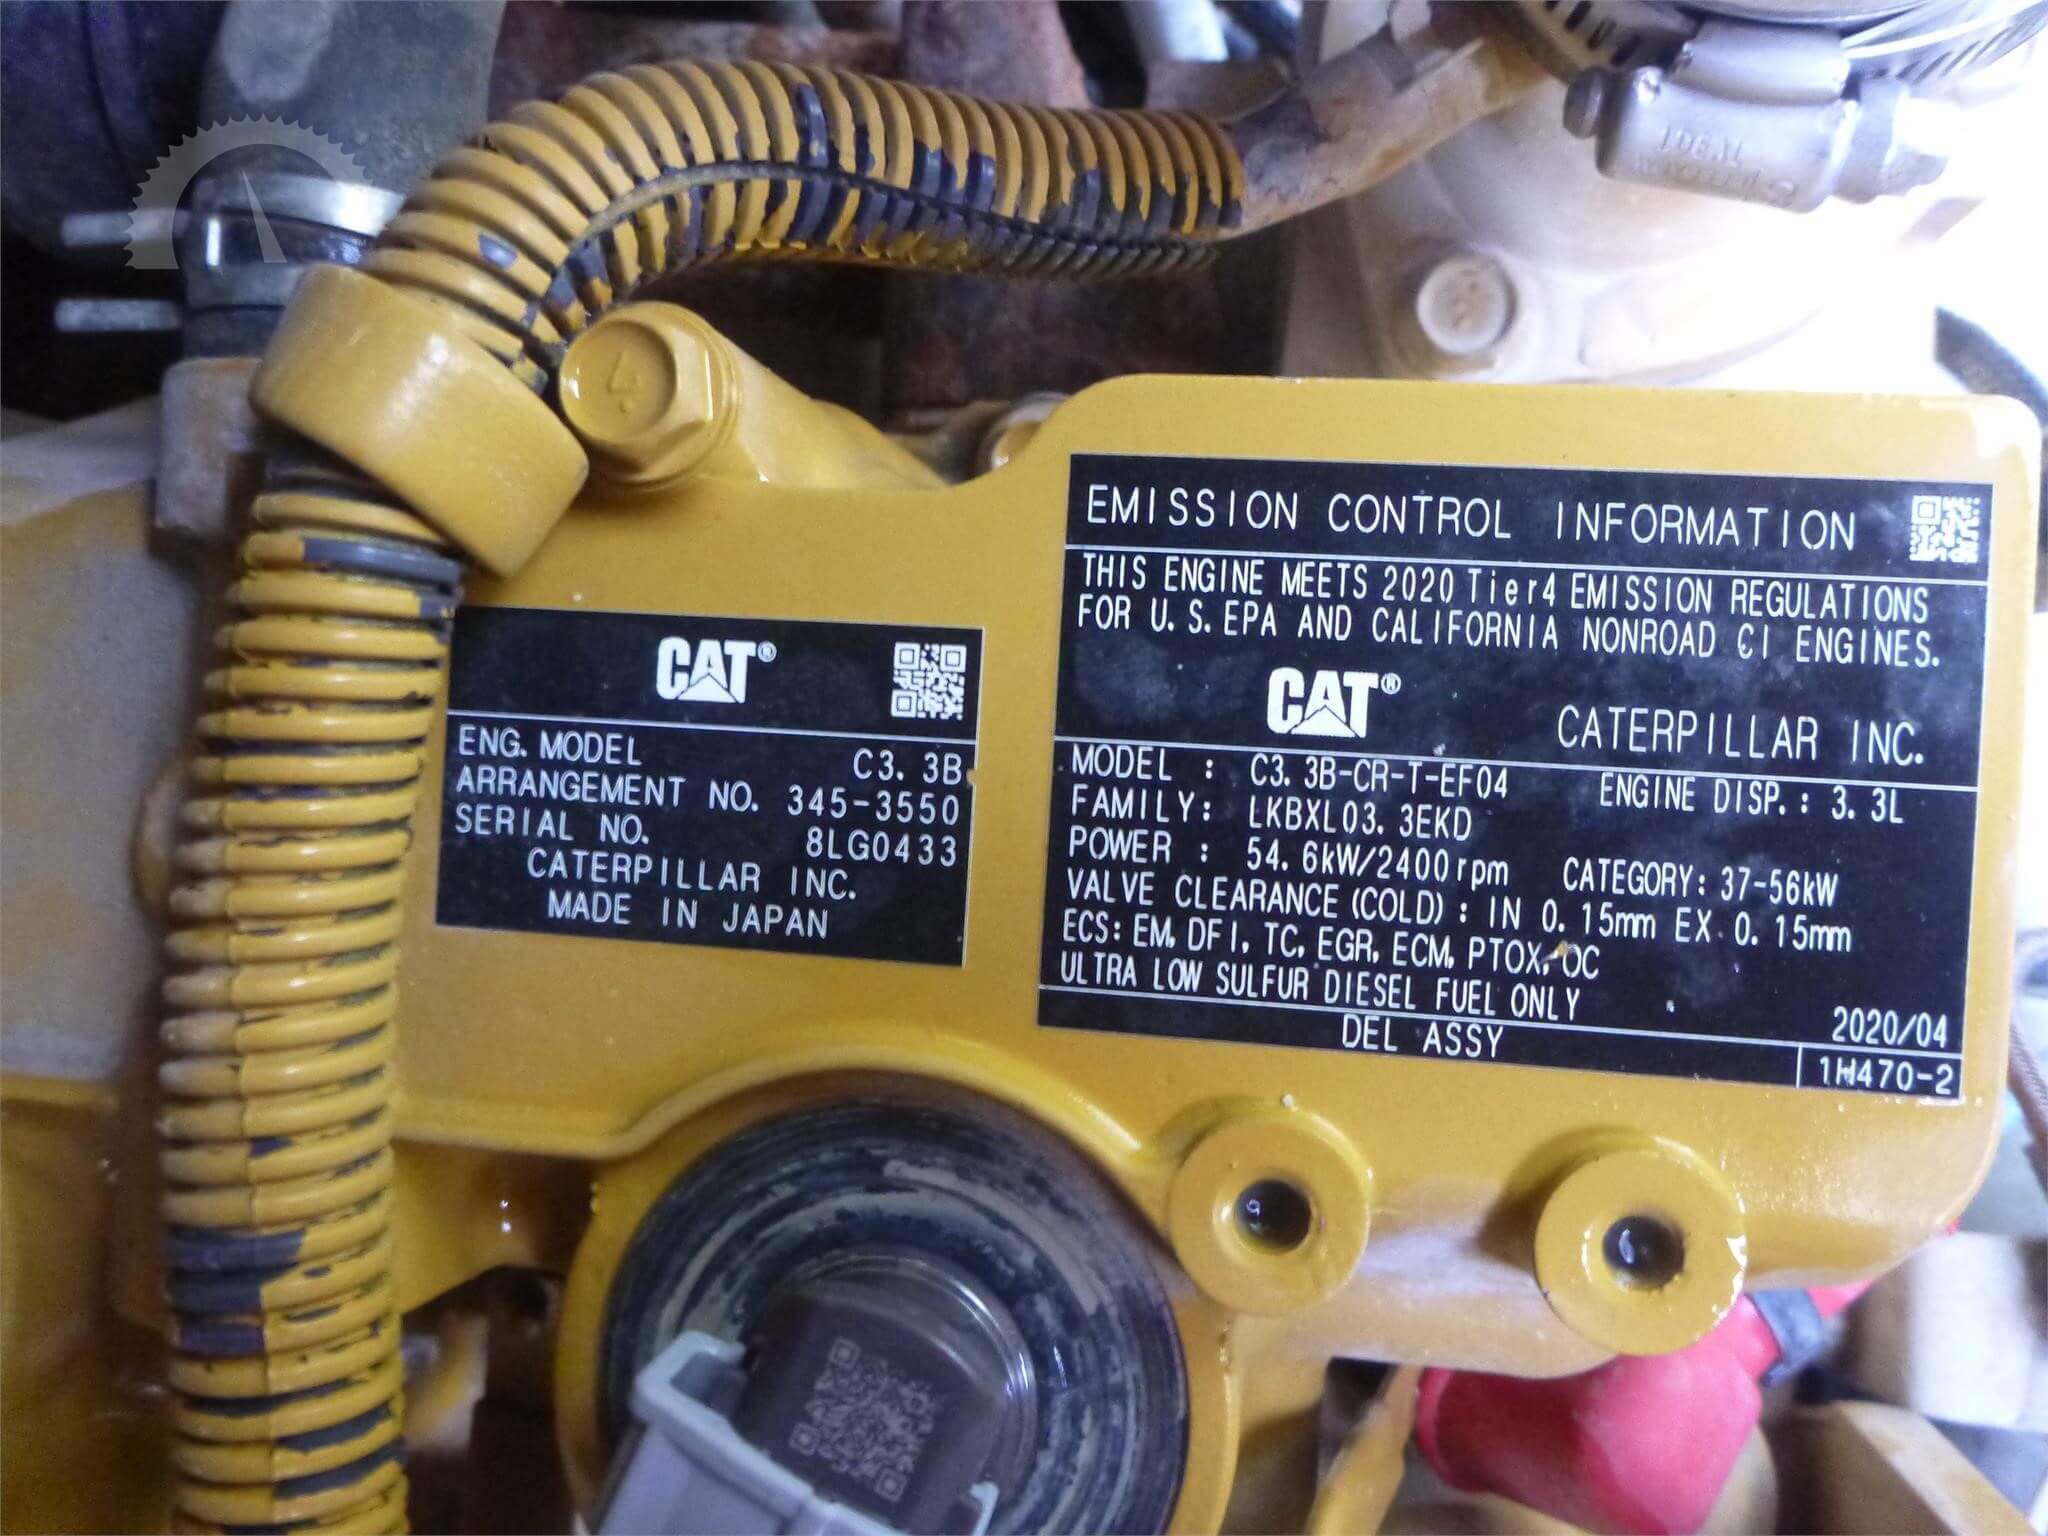 IDEAL
4
CAT®
ENG. MODEL C3. 3B
ARRANGEMENT NO. 345-3550
SERIAL NO. 8LG0433
CATERPILLAR INC.
MADE IN JAPAN
EMISSION CONTROL INFORMATION
THIS ENGINE MEETS 2020 Tier4 EMISSION REGULATIONS
FOR U.S.EPA AND CALIFORNIA NONROAD CI ENGINES.
CAT® CATERPILLAR INC.
MODEL : C3. 3B-CR-T-EF04 ENGINE DISP.: 3. 3L
FAMILY: LKBXL03. 3EKD
POWER : 54. 6kW/2400rpm CATEGORY: 37-56kW
VALVE CLEARANCE (COLD) : IN 0. 15mm EX 0. 15mm
ECS: EM, DFI, TC, EGR, ECM, PTOX, OC
ULTRA LOW SULFUR DIESEL FUEL ONLY
2020/04
DEL ASSY
1H470-2